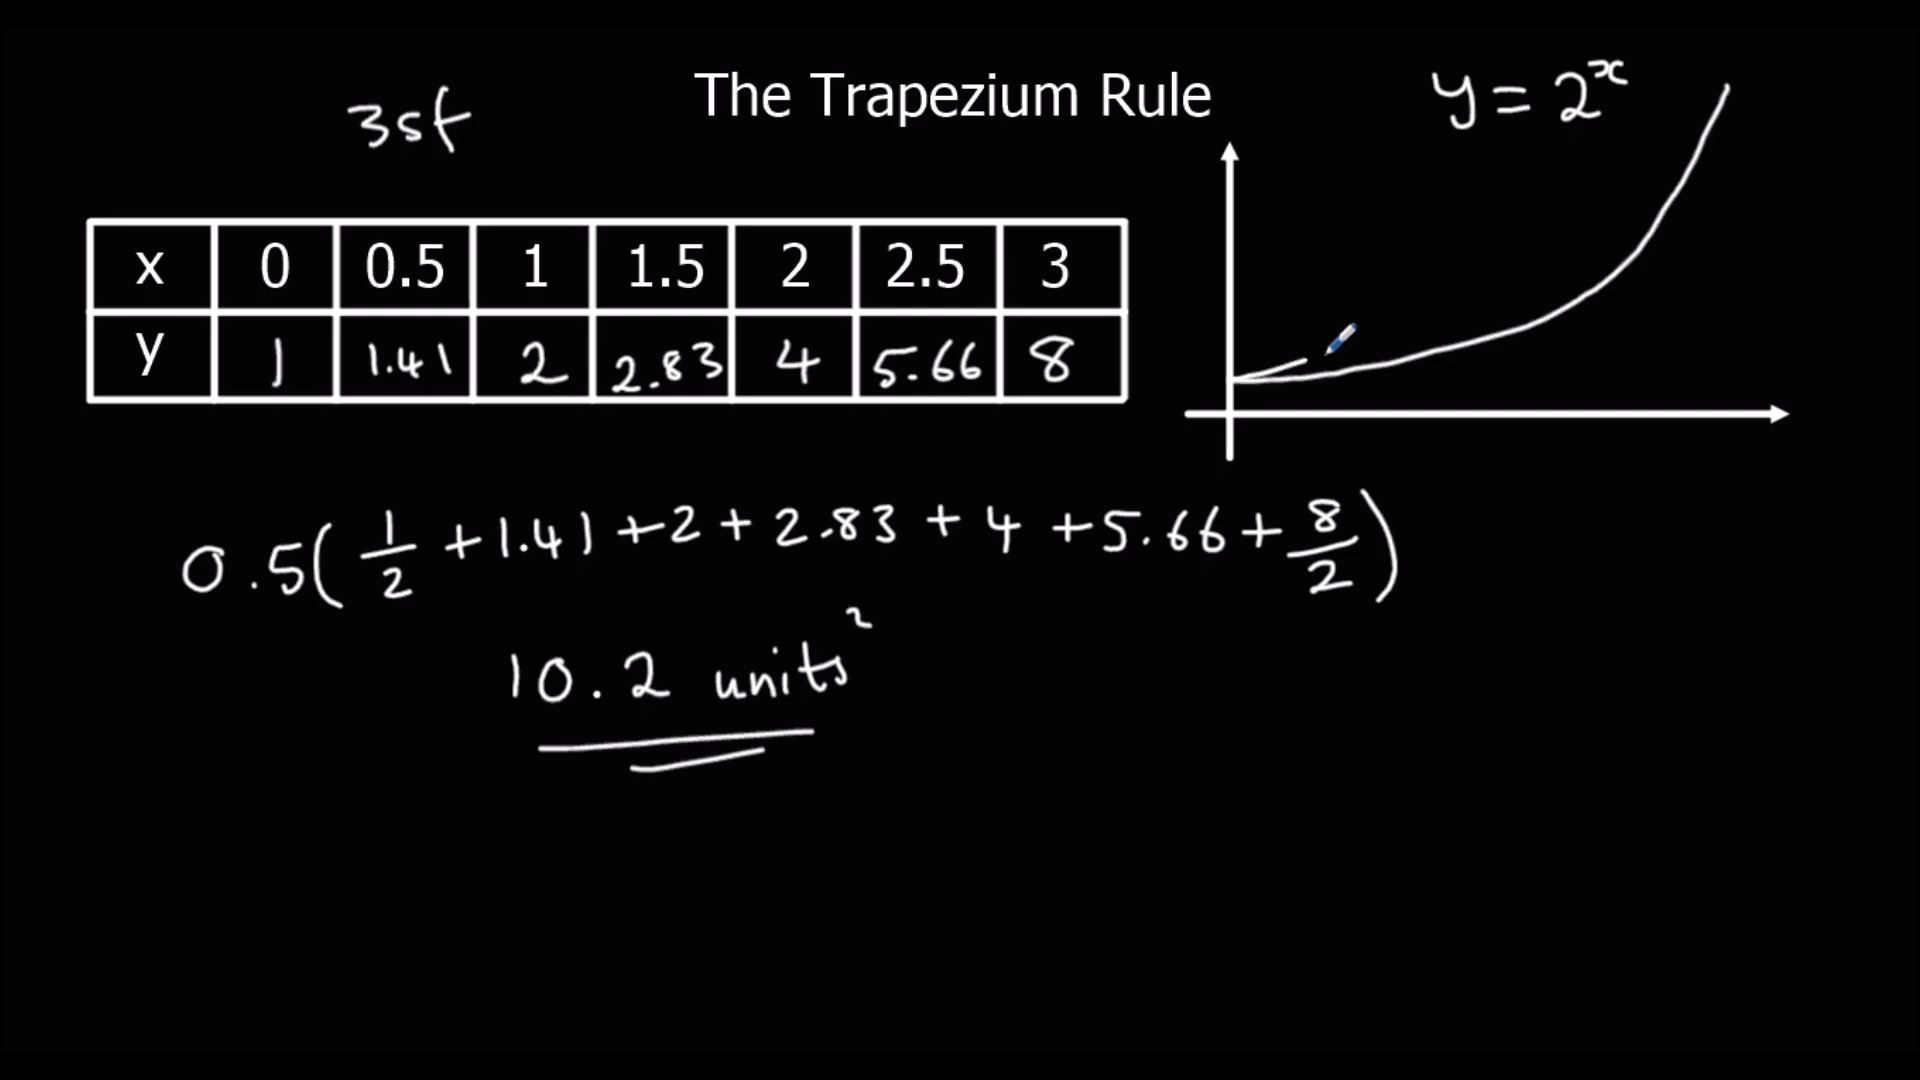 The Trapezium Rule
3sf
y = 2^x
x 0 0.5 1 1.5 2 2.5 3
y 1 1.41 2 2.83 4 5.66 8
0.5(1/2 + 1.41 + 2 + 2.83 + 4 + 5.66 + 8/2)
10.2 units²